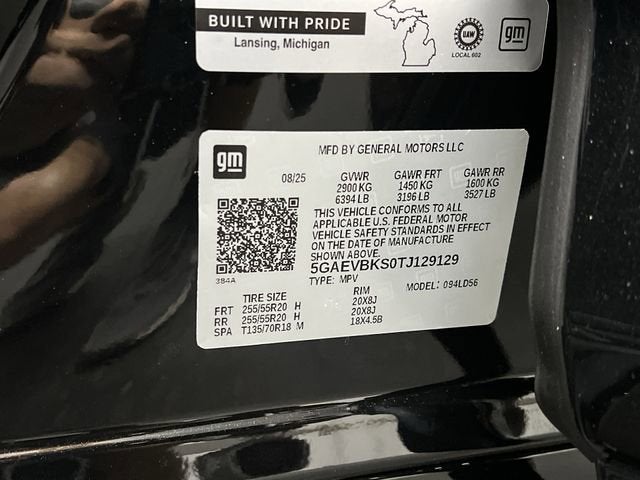 BUILT WITH PRIDE
Lansing, Michigan
UAW
LOCAL 602
gm
gm
MFD BY GENERAL MOTORS LLC
08/25 GVWR GAWR FRT GAWR RR
2900 KG 1450 KG 1600 KG
6394 LB 3196 LB 3527 LB
THIS VEHICLE CONFORMS TO ALL
APPLICABLE U.S. FEDERAL MOTOR
VEHICLE SAFETY STANDARDS IN EFFECT
ON THE DATE OF MANUFACTURE
SHOWN ABOVE.
5GAEVBKS0TJ129129
384A
TYPE: MPV MODEL: 094LD56
TIRE SIZE RIM
FRT 255/55R20 H 20X8J
RR 255/55R20 H 20X8J
SPA T135/70R18 M 18X4.5B